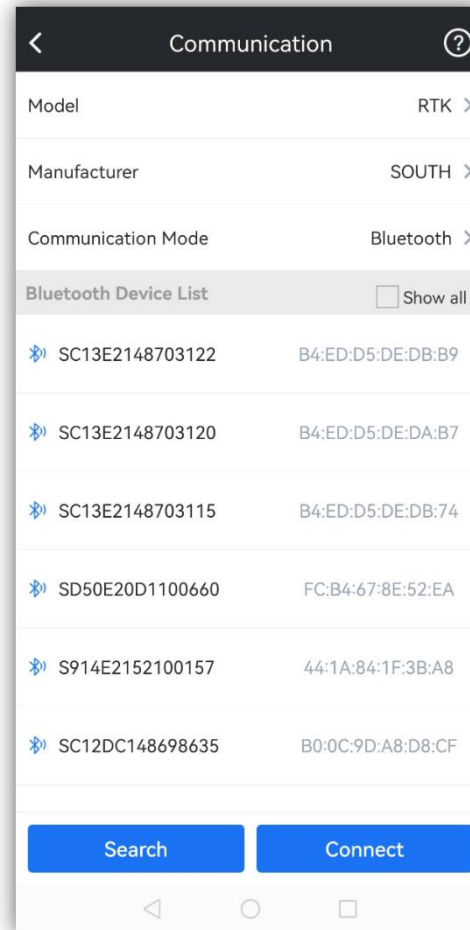 Communication ?
Model RTK
Manufacturer SOUTH
Communication Mode Bluetooth
Bluetooth Device List Show all
SC13E2148703122 B4:ED:D5:DE:DB:B9
SC13E2148703120 B4:ED:D5:DE:DA:B7
SC13E2148703115 B4:ED:D5:DE:DB:74
SD50E20D1100660 FC:B4:67:8E:52:EA
S914E2152100157 44:1A:84:1F:3B:A8
SC12DC148698635 B0:0C:9D:A8:D8:CF
Search Connect